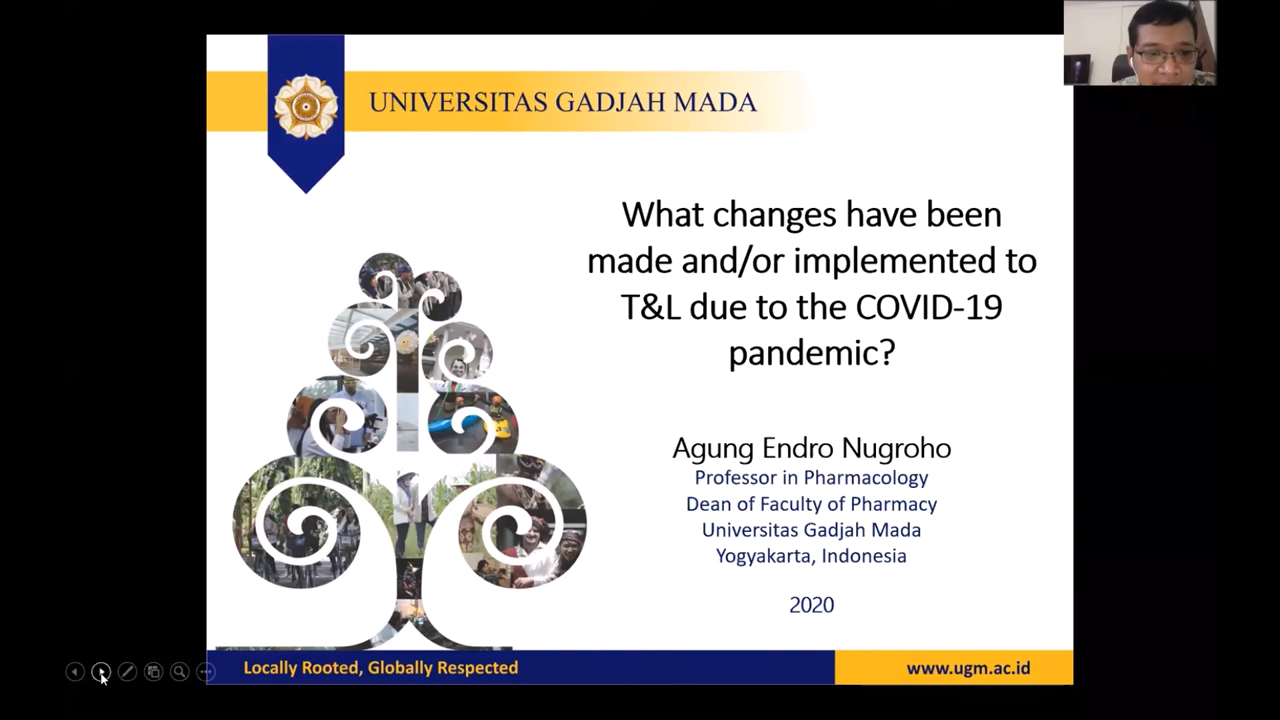 UNIVERSITAS GADJAH MADA
What changes have been
made and/or implemented to
T&L due to the COVID-19
pandemic?
Agung Endro Nugroho
Professor in Pharmacology
Dean of Faculty of Pharmacy
Universitas Gadjah Mada
Yogyakarta, Indonesia
2020
Locally Rooted, Globally Respected
www.ugm.ac.id